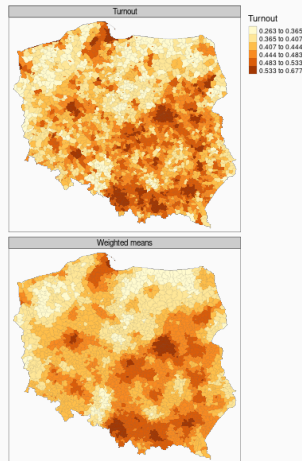 Turnout
Turnout
0.263 to 0.365
0.365 to 0.407
0.407 to 0.444
0.444 to 0.483
0.483 to 0.533
0.533 to 0.677
Weighted means